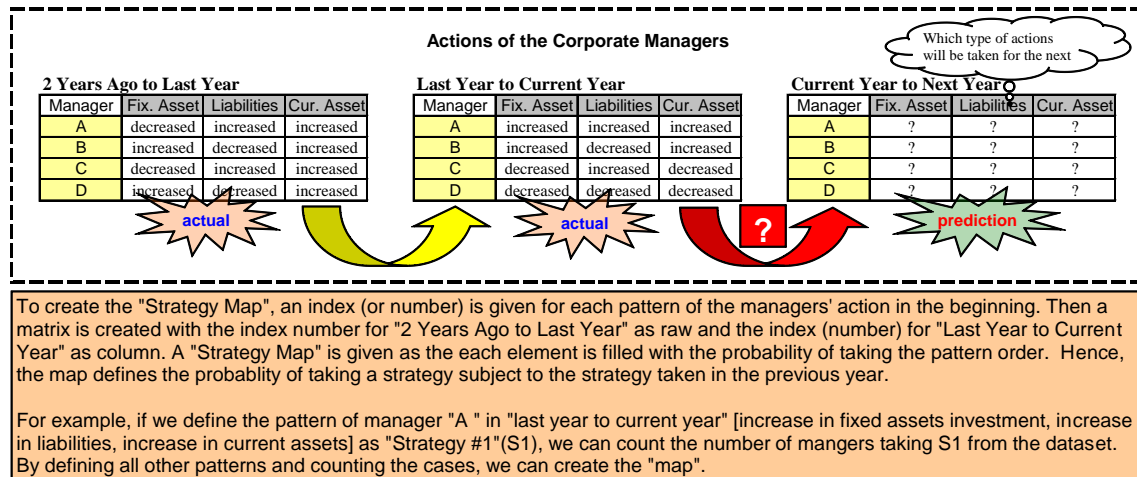 Actions of the Corporate Managers
Which type of actions
will be taken for the next
2 Years Ago to Last Year
Manager Fix. Asset Liabilities Cur. Asset
A decreased increased increased
B increased decreased increased
C decreased increased increased
D increased decreased increased
actual
Last Year to Current Year
Manager Fix. Asset Liabilities Cur. Asset
A increased increased increased
B increased decreased increased
C decreased increased decreased
D decreased decreased decreased
actual
?
Current Year to Next Year
Manager Fix. Asset Liabilities Cur. Asset
A ? ? ?
B ? ? ?
C ? ? ?
D ? ? ?
prediction
To create the "Strategy Map", an index (or number) is given for each pattern of the managers' action in the beginning. Then a
matrix is created with the index number for "2 Years Ago to Last Year" as raw and the index (number) for "Last Year to Current
Year" as column. A "Strategy Map" is given as the each element is filled with the probability of taking the pattern order. Hence,
the map defines the probablity of taking a strategy subject to the strategy taken in the previous year.
For example, if we define the pattern of manager "A " in "last year to current year" [increase in fixed assets investment, increase
in liabilities, increase in current assets] as "Strategy #1"(S1), we can count the number of mangers taking S1 from the dataset.
By defining all other patterns and counting the cases, we can create the "map".